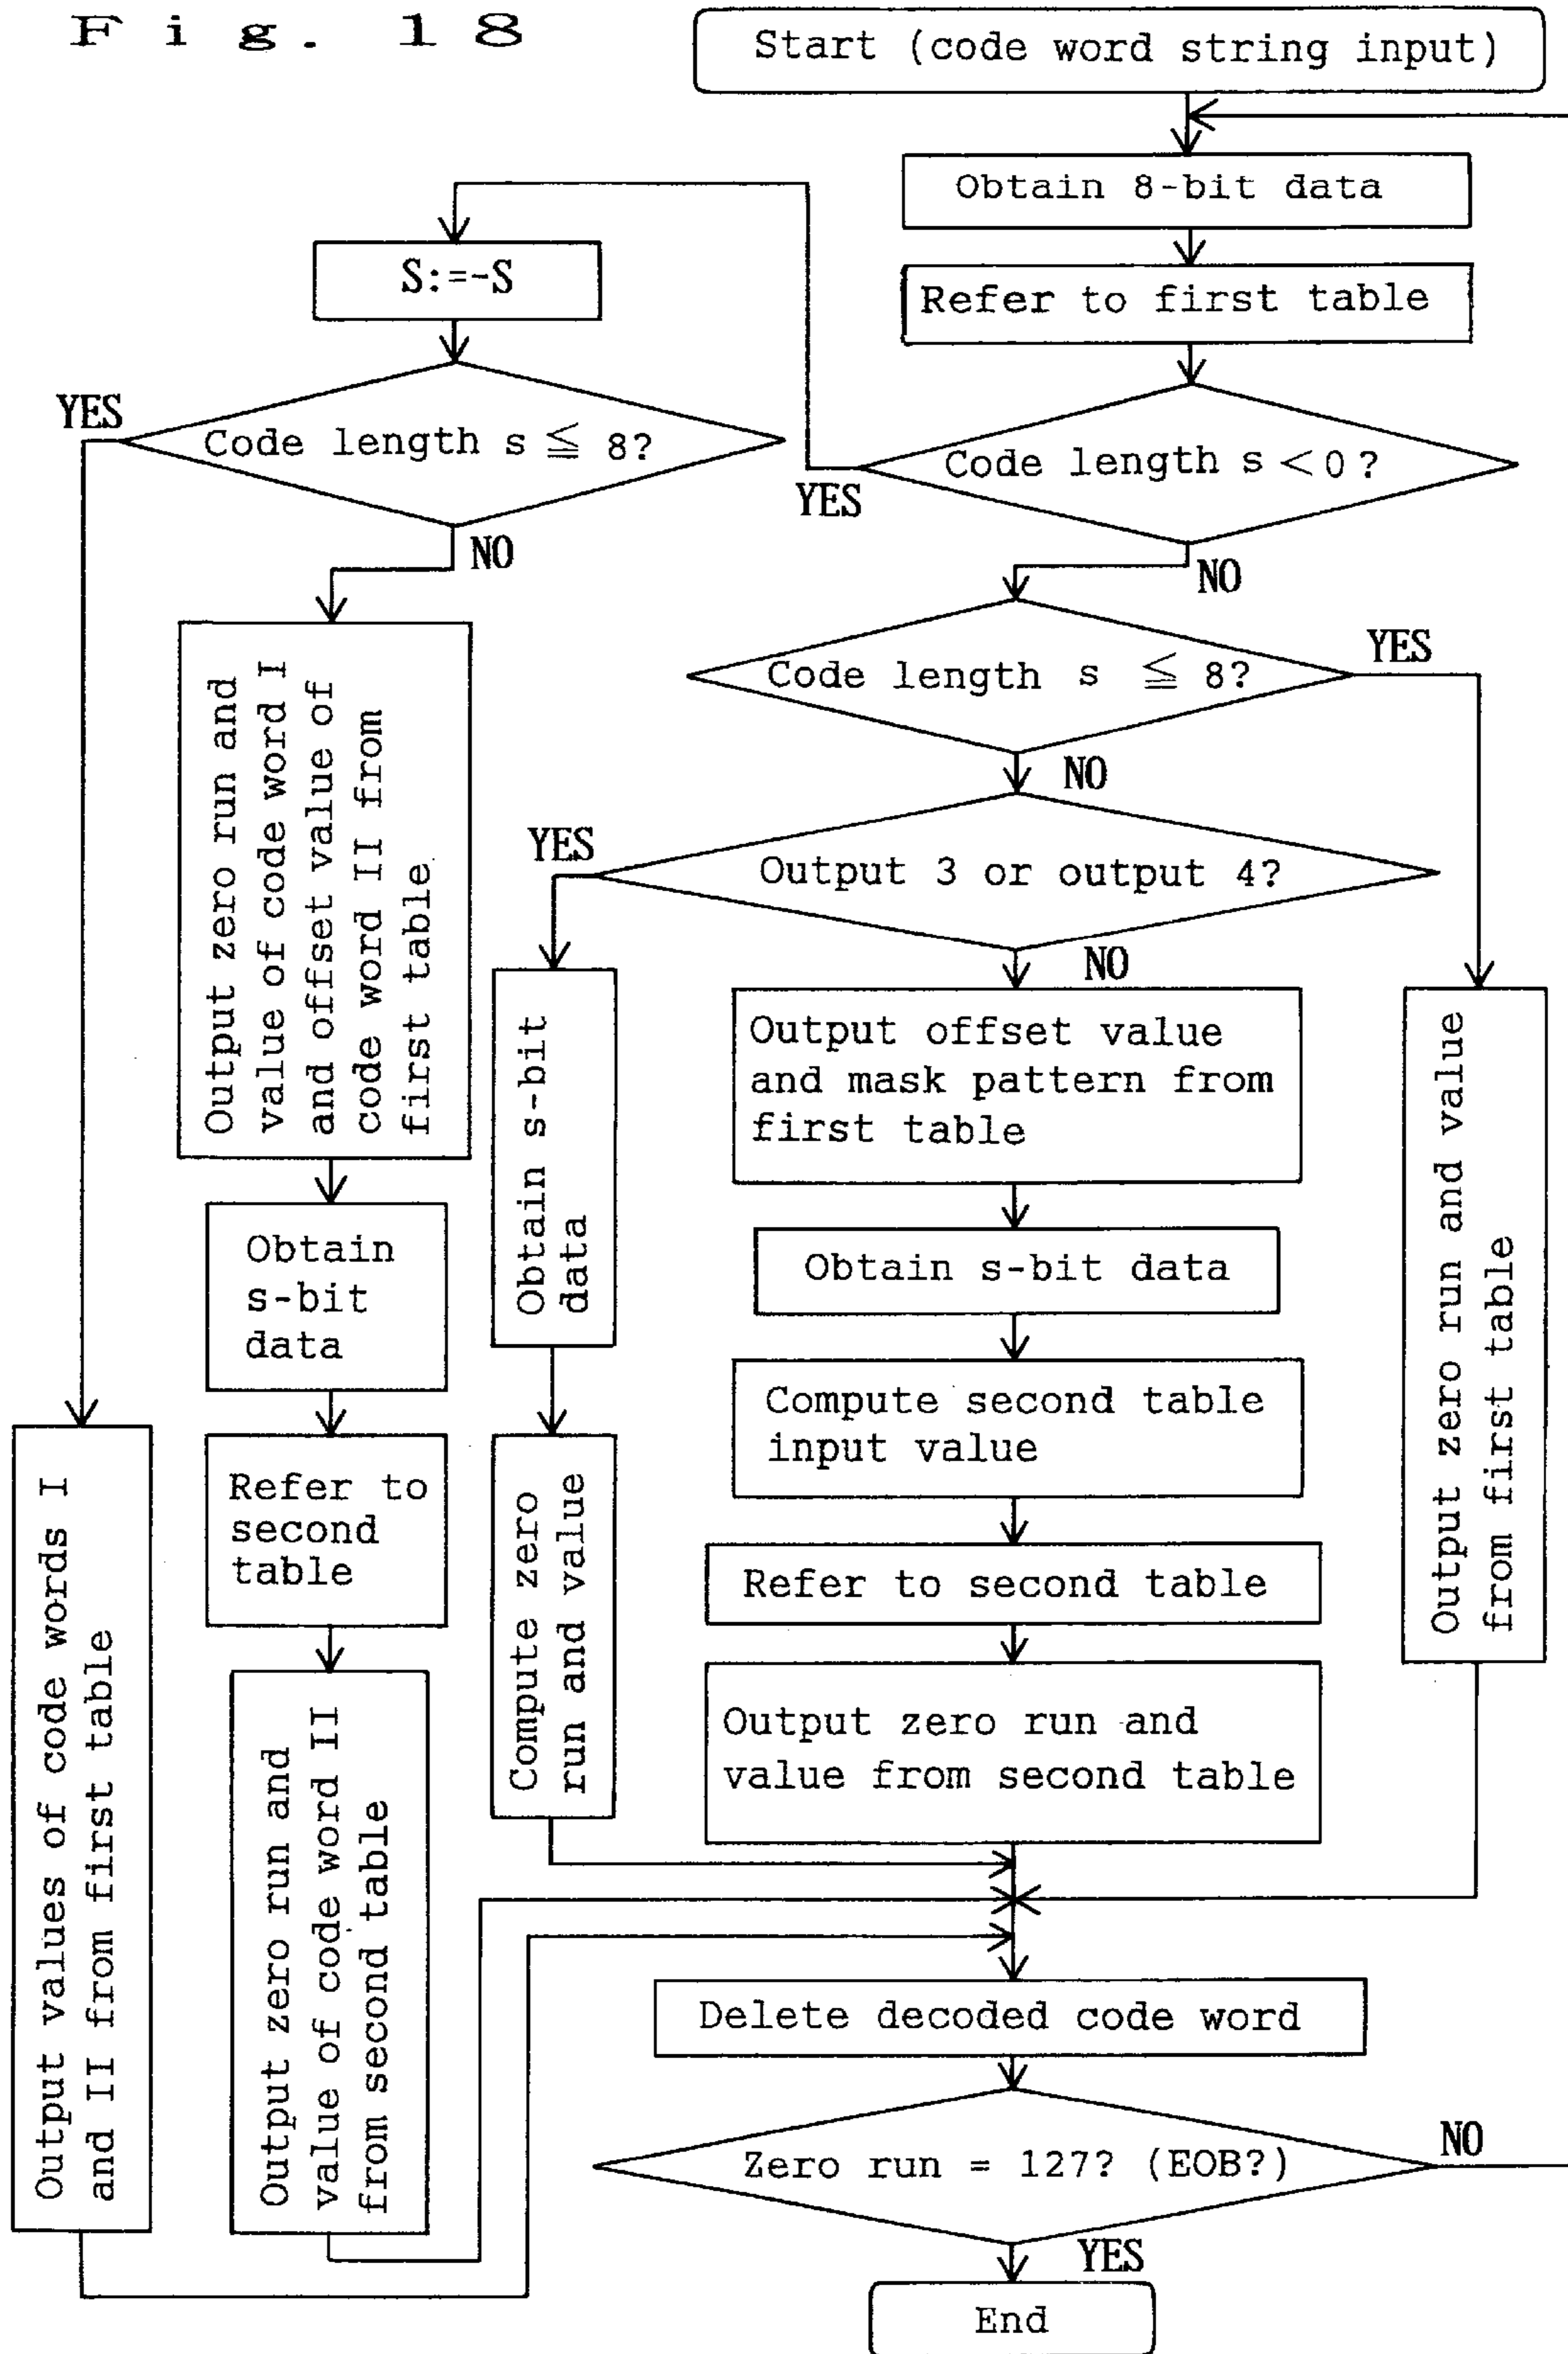 Fig. 18
Start (code word string input)
Obtain 8-bit data
Refer to first table
Code length s <0 ?
YES
NO
S:=-S
Code length s ≦ 8?
YES
NO
Output zero run and
value of code word I
and offset value of
code word II from
first table
Obtain
s-bit
data
Refer to
second
table
Output zero run and
value of code word II
from second table
Output values of code words I
and II from first table
Code length s ≦ 8?
YES
NO
Output 3 or output 4?
YES
NO
Obtain s-bit
data
Compute zero
run and value
Output offset value
and mask pattern from
first table
Obtain s-bit data
Compute second table
input value
Refer to second table
Output zero run and
value from second table
Output zero run and value
from first table
Delete decoded code word
Zero run = 127? (EOB?)
NO
YES
End